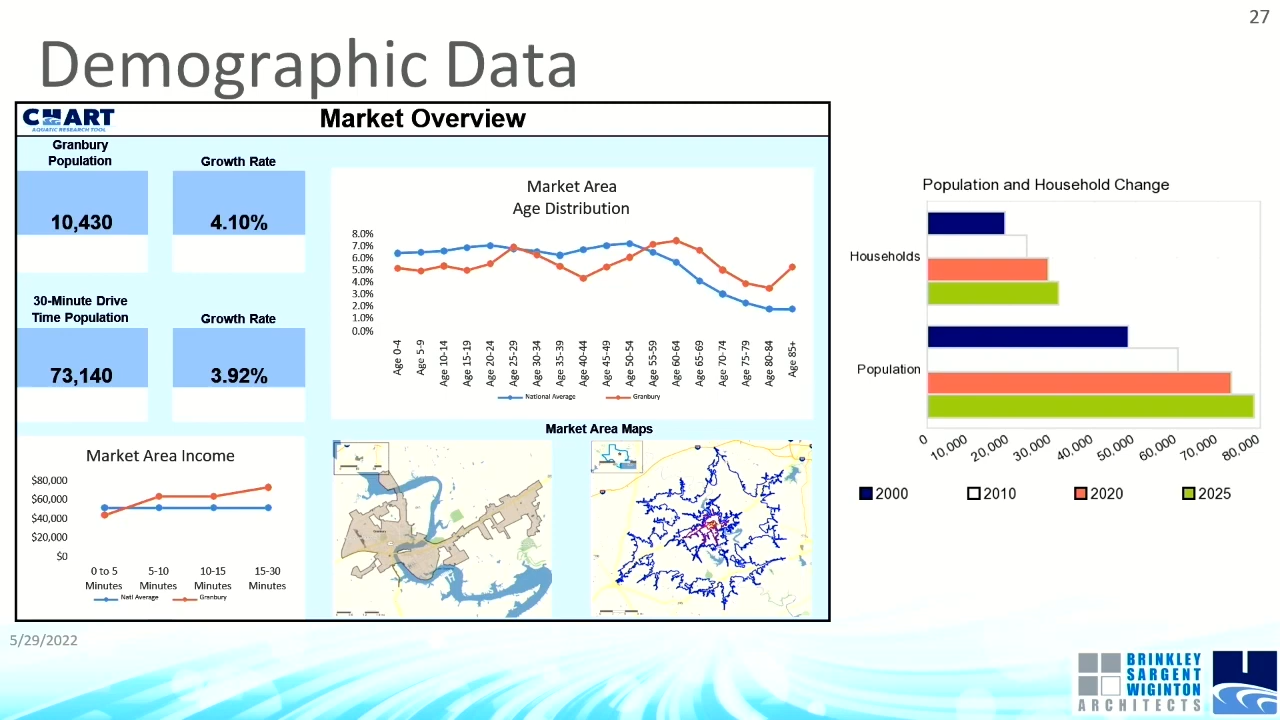 27
Demographic Data
CHART
AQUATIC RESEARCH TOOL
Market Overview
Granbury
Population
Growth Rate
10,430
4.10%
30-Minute Drive
Time Population
Growth Rate
73,140
3.92%
Market Area Income
$80,000
$60,000
$40,000
$20,000
$0
0 to 5
Minutes
5-10
Minutes
10-15
Minutes
15-30
Minutes
Natl Average
Granbury
Market Area
Age Distribution
8.0%
7.0%
6.0%
5.0%
4.0%
3.0%
2.0%
1.0%
0.0%
Age 0-4
Age 5-9
Age 10-14
Age 15-19
Age 20-24
Age 25-29
Age 30-34
Age 35-39
Age 40-44
Age 45-49
Age 50-54
Age 55-59
Age 60-64
Age 65-69
Age 70-74
Age 75-79
Age 80-84
Age 85+
National Average
Granbury
Market Area Maps
Population and Household Change
Households
Population
0
10,000
20,000
30,000
40,000
50,000
60,000
70,000
80,000
2000
2010
2020
2025
5/29/2022
BRINKLEY
SARGENT
WIGINTON
ARCHITECTS